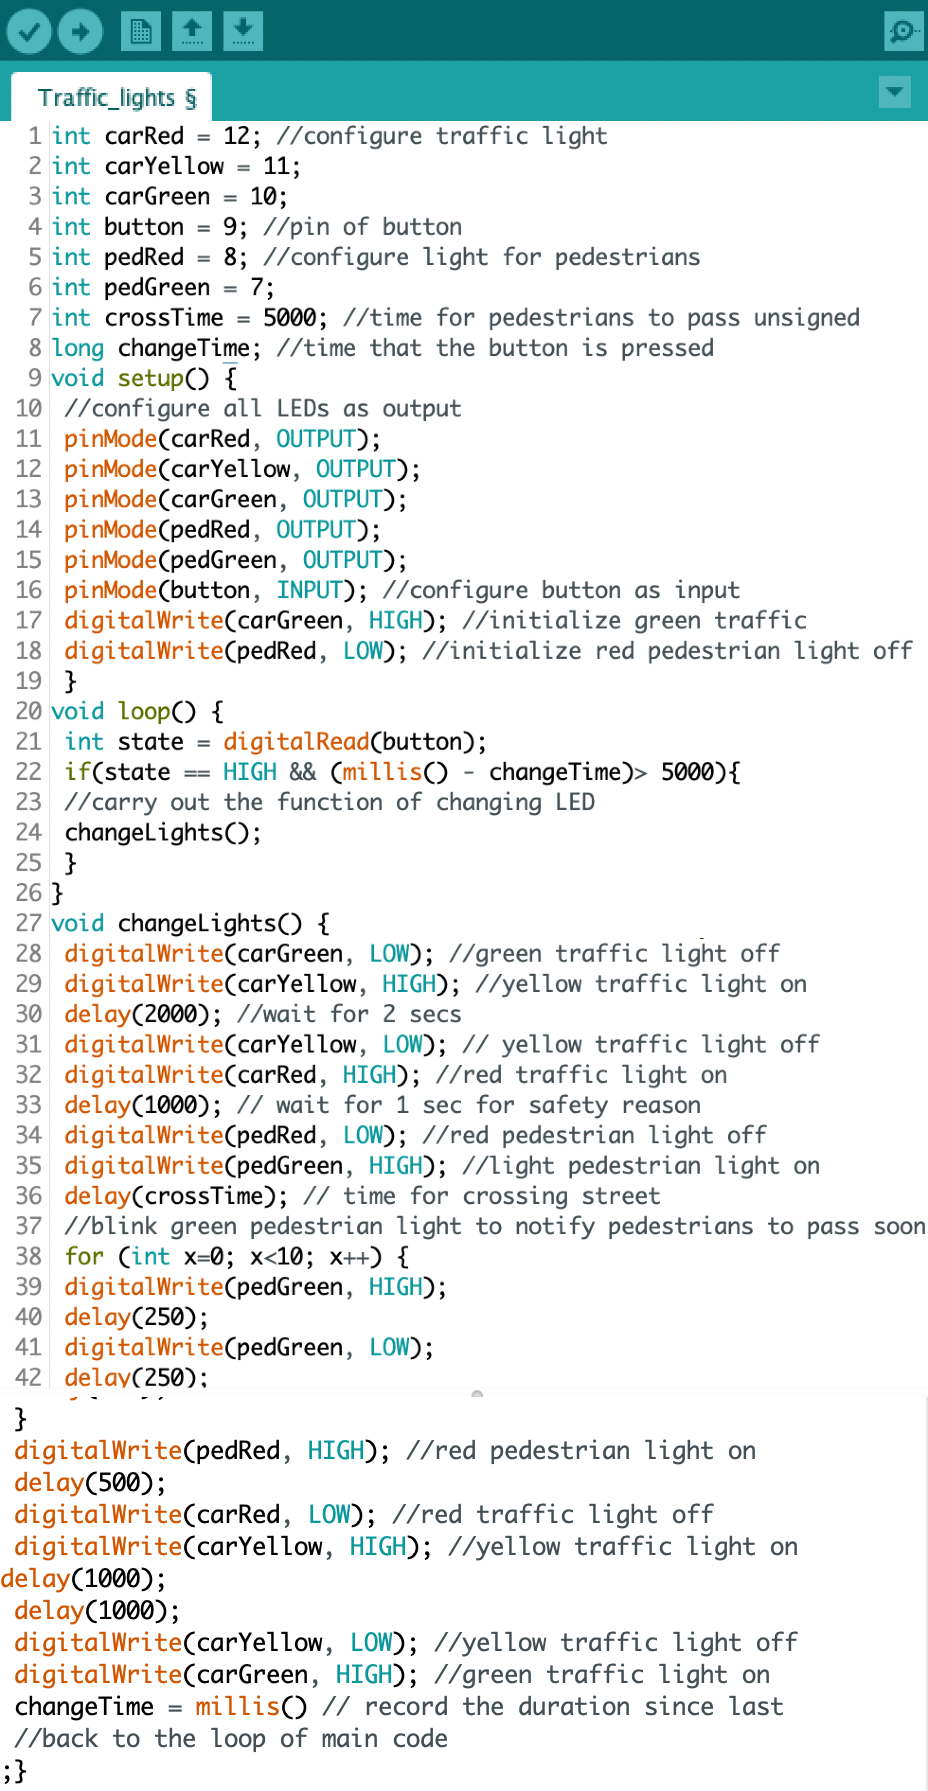 Traffic_lights §
1 int carRed = 12; //configure traffic light
2 int carYellow = 11;
3 int carGreen = 10;
4 int button = 9; //pin of button
5 int pedRed = 8; //configure light for pedestrians
6 int pedGreen = 7;
7 int crossTime = 5000; //time for pedestrians to pass unsigned
8 long changeTime; //time that the button is pressed
9 void setup() {
10 //configure all LEDs as output
11 pinMode(carRed, OUTPUT);
12 pinMode(carYellow, OUTPUT);
13 pinMode(carGreen, OUTPUT);
14 pinMode(pedRed, OUTPUT);
15 pinMode(pedGreen, OUTPUT);
16 pinMode(button, INPUT); //configure button as input
17 digitalWrite(carGreen, HIGH); //initialize green traffic
18 digitalWrite(pedRed, LOW); //initialize red pedestrian light off
19 }
20 void loop() {
21 int state = digitalRead(button);
22 if(state == HIGH && (millis() - changeTime)> 5000){
23 //carry out the function of changing LED
24 changeLights();
25 }
26 }
27 void changeLights() {
28 digitalWrite(carGreen, LOW); //green traffic light off
29 digitalWrite(carYellow, HIGH); //yellow traffic light on
30 delay(2000); //wait for 2 secs
31 digitalWrite(carYellow, LOW); // yellow traffic light off
32 digitalWrite(carRed, HIGH); //red traffic light on
33 delay(1000); // wait for 1 sec for safety reason
34 digitalWrite(pedRed, LOW); //red pedestrian light off
35 digitalWrite(pedGreen, HIGH); //light pedestrian light on
36 delay(crossTime); // time for crossing street
37 //blink green pedestrian light to notify pedestrians to pass soon
38 for (int x=0; x<10; x++) {
39 digitalWrite(pedGreen, HIGH);
40 delay(250);
41 digitalWrite(pedGreen, LOW);
42 delay(250);
}
digitalWrite(pedRed, HIGH); //red pedestrian light on
delay(500);
digitalWrite(carRed, LOW); //red traffic light off
digitalWrite(carYellow, HIGH); //yellow traffic light on
delay(1000);
delay(1000);
digitalWrite(carYellow, LOW); //yellow traffic light off
digitalWrite(carGreen, HIGH); //green traffic light on
changeTime = millis() // record the duration since last
//back to the loop of main code
;}